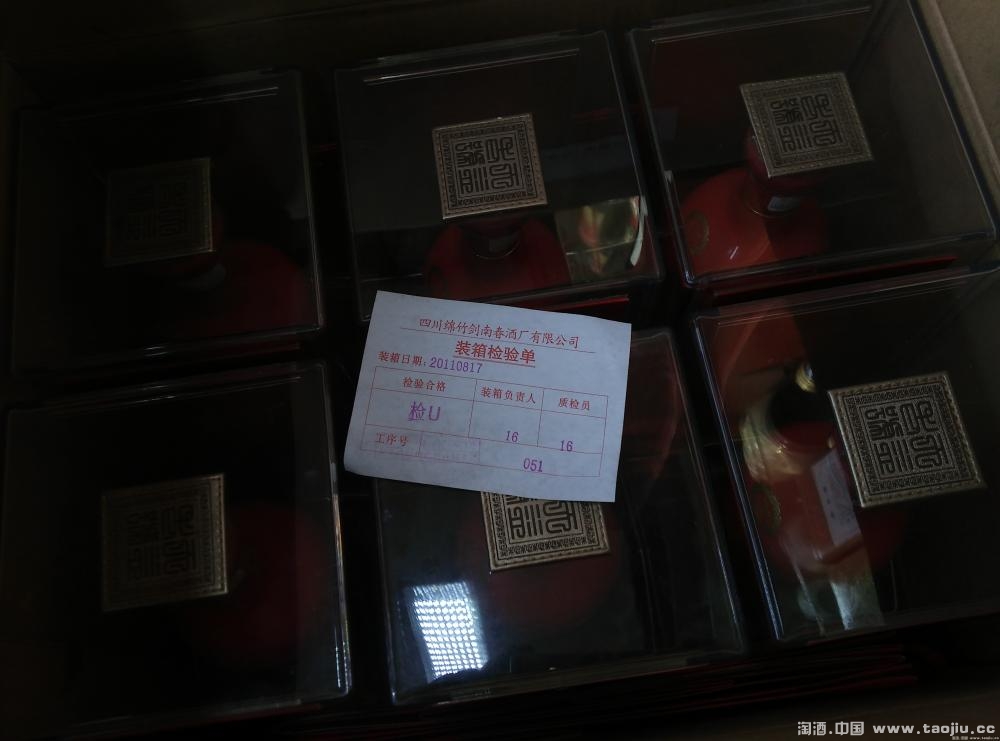 四川绵竹剑南春酒厂有限公司
装箱检验单
装箱日期：20110817
检验合格 装箱负责人 质检员
检U 16 16
工序号 051
淘酒.中国 www.taojiu.cc